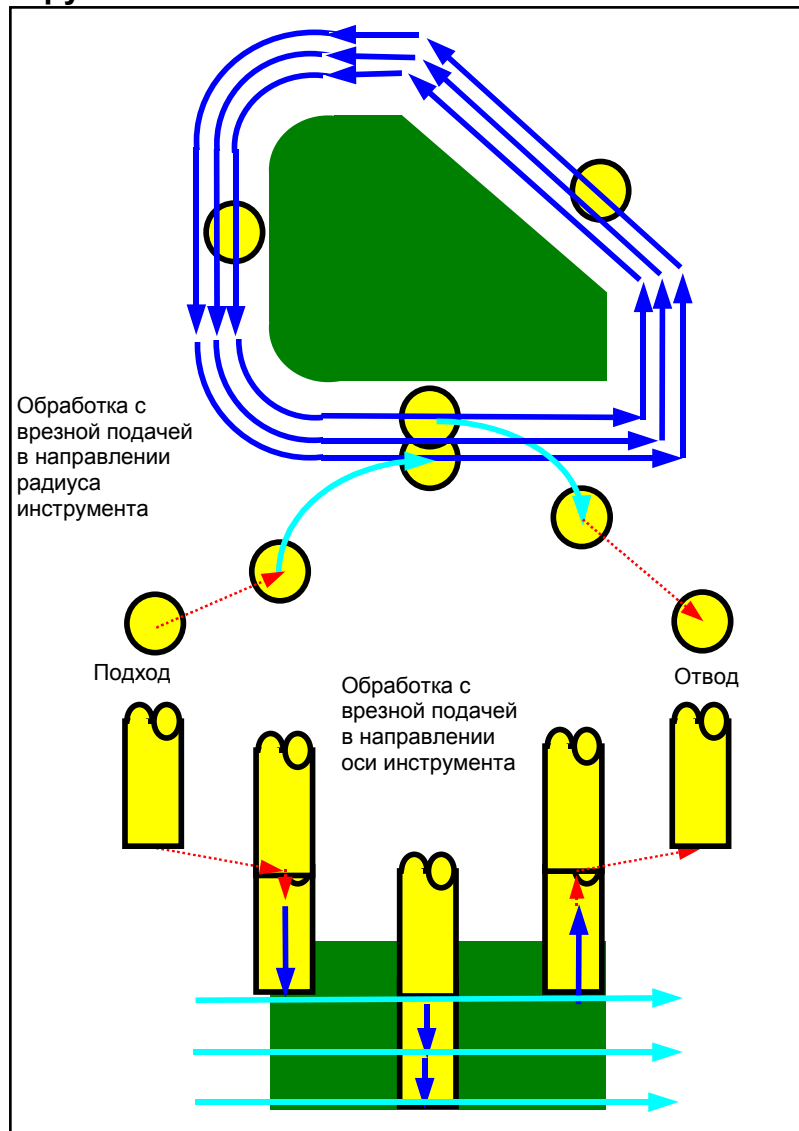 Обработка с
врезной подачей
в направлении
радиуса
инструмента
Подход
Отвод
Обработка с
врезной подачей
в направлении
оси инструмента